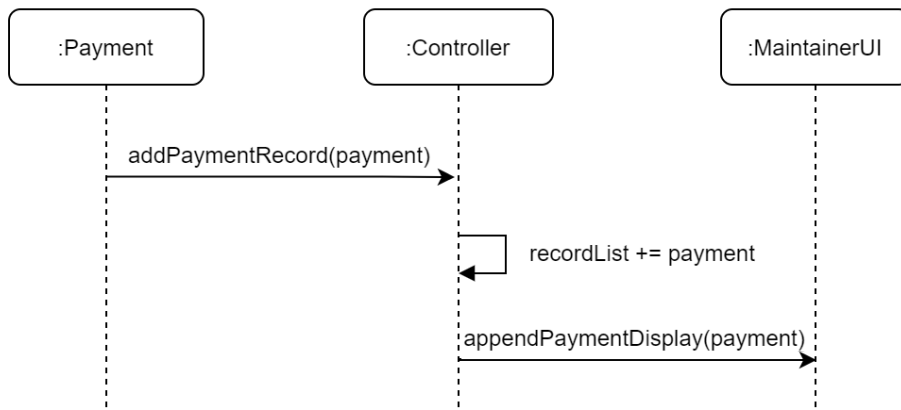 :Payment
:Controller
:MaintainerUI
addPaymentRecord(payment)
recordList += payment
appendPaymentDisplay(payment)